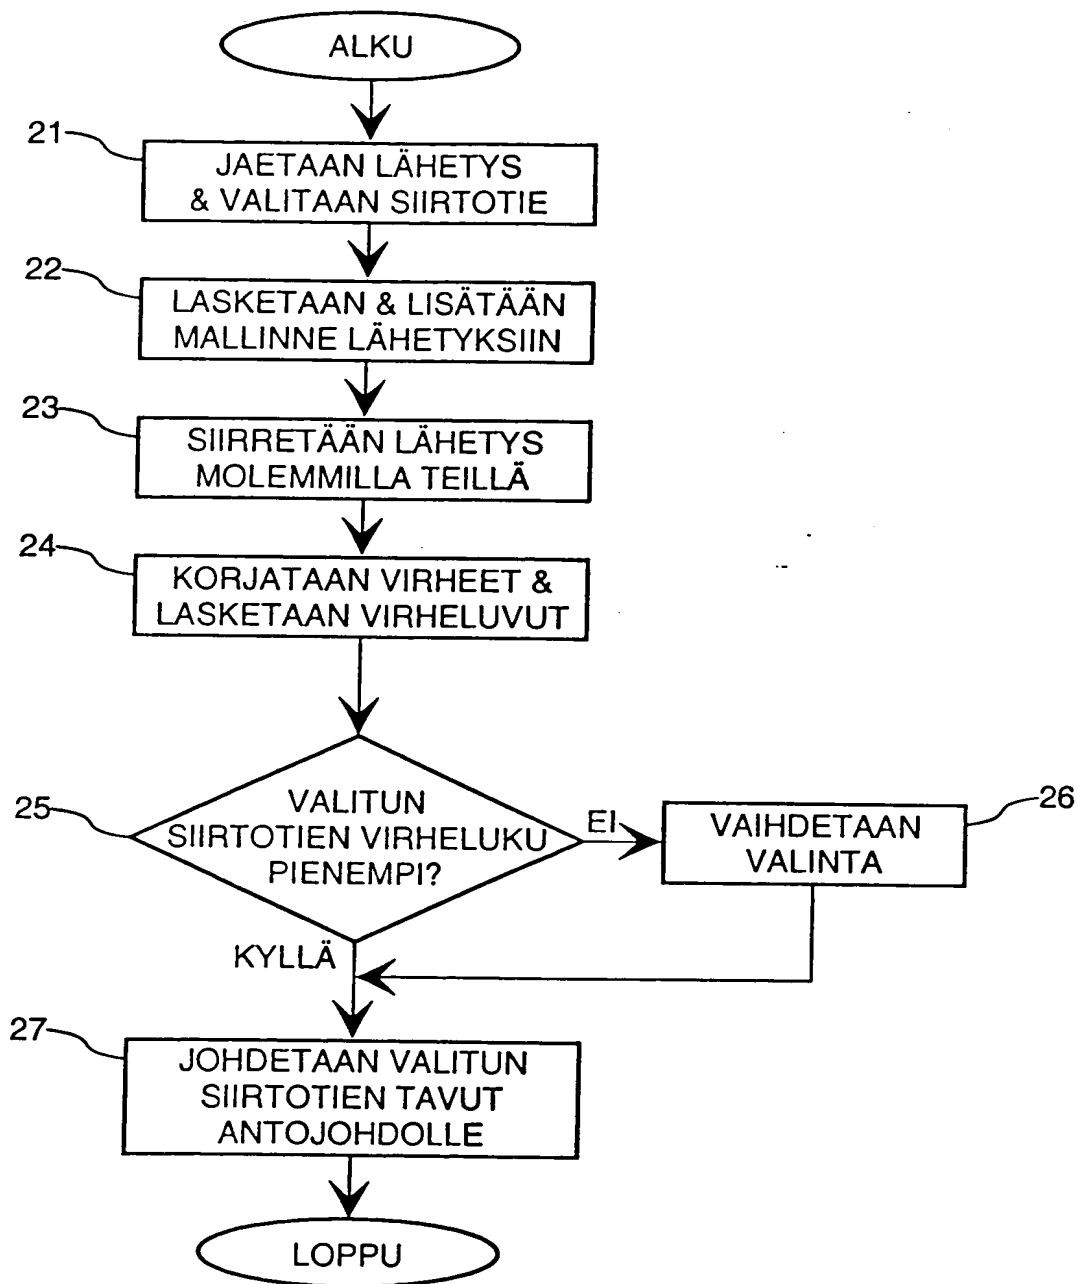 ALKU
21
JAETAAN LÄHETYS
& VALITAAN SIIRTOTIE
22
LASKETAAN & LISÄTÄÄN
MALLINNE LÄHETYKSIIN
23
SIIRRETÄÄN LÄHETYS
MOLEMMILLA TEILLÄ
24
KORJATAAN VIRHEET &
LASKETAAN VIRHELUVUT
25
VALITUN
SIIRTOTIEN VIRHELUKU
PIENEMPI?
EI
26
VAIHDETAAN
VALINTA
KYLLÄ
27
JOHDETAAN VALITUN
SIIRTOTIEN TAVUT
ANTOJOHDOLLE
LOPPU